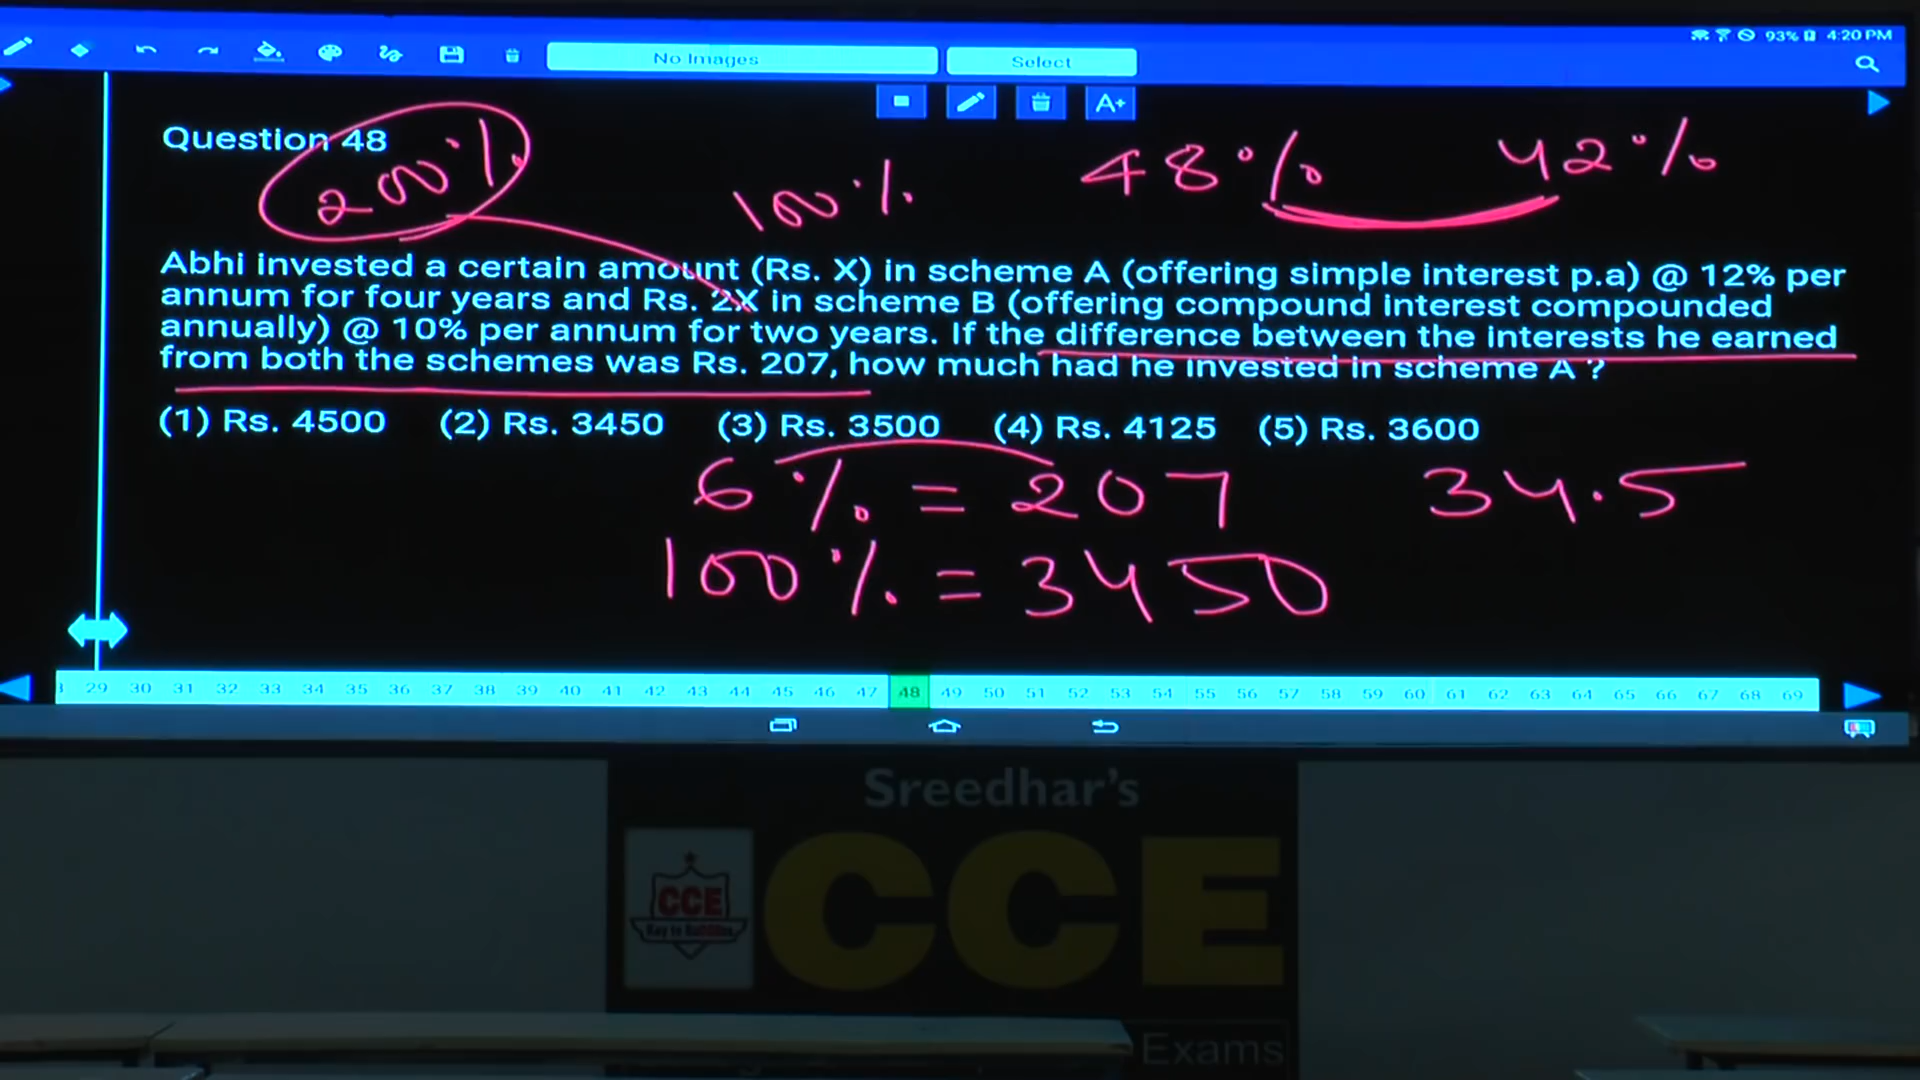 93% 4:20 PM
No Images
Select
A+
Question 48
200%
100%
48%
42%
Abhi invested a certain amount (Rs. X) in scheme A (offering simple interest p.a) @ 12% per
annum for four years and Rs. 2X in scheme B (offering compound interest compounded
annually) @ 10% per annum for two years. If the difference between the interests he earned
from both the schemes was Rs. 207, how much had he invested in scheme A ?
(1) Rs. 4500 (2) Rs. 3450 (3) Rs. 3500 (4) Rs. 4125 (5) Rs. 3600
6% = 207 34.5
100% = 3450
29 30 31 32 33 34 35 36 37 38 39 40 41 42 43 44 45 46 47 48 49 50 51 52 53 54 55 56 57 58 59 60 61 62 63 64 65 66 67 68 69
Sreedhar's
CCE
CCE
Exams